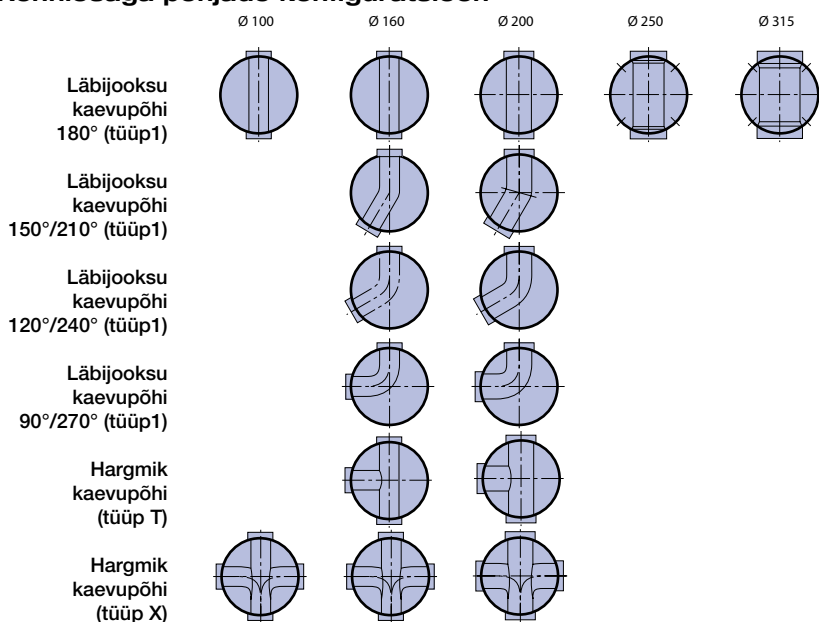 Ø 100 Ø 160 Ø 200 Ø 250 Ø 315
Läbijooksu
kaevupõhi
180° (tüüp1)
Läbijooksu
kaevupõhi
150°/210° (tüüp1)
Läbijooksu
kaevupõhi
120°/240° (tüüp1)
Läbijooksu
kaevupõhi
90°/270° (tüüp1)
Hargmik
kaevupõhi
(tüüp T)
Hargmik
kaevupõhi
(tüüp X)